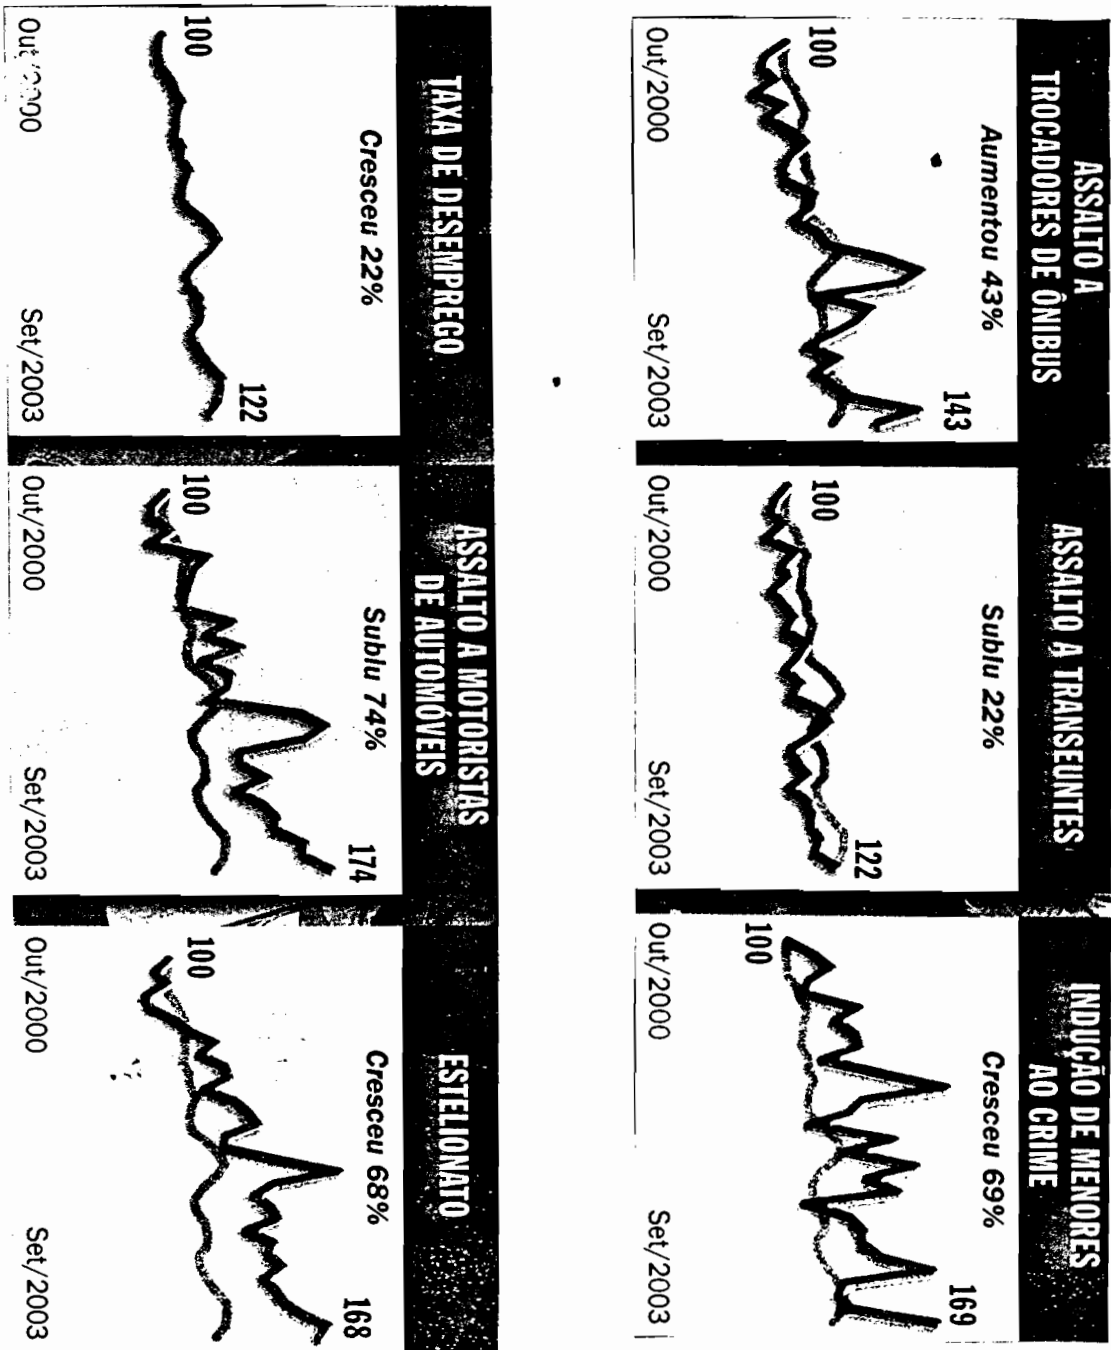 ASSALTO A
TROCADORES DE ÔNIBUS
Aumentou 43%
143
100
Out/2000
Set/2003
ASSALTO A TRANSEUNTES
Subiu 22%
122
100
Out/2000
Set/2003
INDUÇÃO DE MENORES
AO CRIME
Cresceu 69%
169
100
Out/2000
Set/2003
TAXA DE DESEMPREGO
Cresceu 22%
122
100
Out/2000
Set/2003
ASSALTO A MOTORISTAS
DE AUTOMÓVEIS
Subiu 74%
174
100
Out/2000
Set/2003
ESTELIONATO
Cresceu 68%
168
100
Out/2000
Set/2003